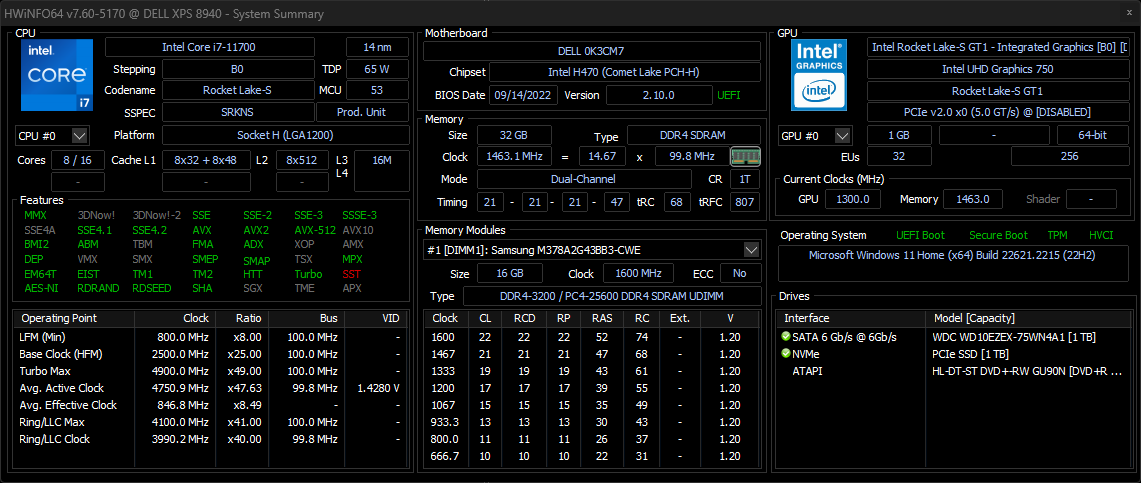 HWiNFO64 v7.60-5170 @ DELL XPS 8940 - System Summary
CPU
intel.
CORE
i7
Intel Core i7-11700 14 nm
Stepping B0 TDP 65 W
Codename Rocket Lake-S MCU 53
SSPEC SRKNS Prod. Unit
CPU #0 Platform Socket H (LGA1200)
Cores 8 / 16 Cache L1 8x32 + 8x48 L2 8x512 L3 16M
- - - L4
Features
MMX 3DNow! 3DNow!-2 SSE SSE-2 SSE-3 SSSE-3
SSE4A SSE4.1 SSE4.2 AVX AVX2 AVX-512 AVX10
BMI2 ABM TBM FMA ADX XOP AMX
DEP VMX SMX SMEP SMAP TSX MPX
EM64T EIST TM1 TM2 HTT Turbo SST
AES-NI RDRAND RDSEED SHA SGX TME APX
Operating Point Clock Ratio Bus VID
LFM (Min) 800.0 MHz x8.00 100.0 MHz -
Base Clock (HFM) 2500.0 MHz x25.00 100.0 MHz -
Turbo Max 4900.0 MHz x49.00 100.0 MHz -
Avg. Active Clock 4750.9 MHz x47.63 99.8 MHz 1.4280 V
Avg. Effective Clock 846.8 MHz x8.49 - -
Ring/LLC Max 4100.0 MHz x41.00 100.0 MHz -
Ring/LLC Clock 3990.2 MHz x40.00 99.8 MHz -
Motherboard
DELL 0K3CM7
Chipset Intel H470 (Comet Lake PCH-H)
BIOS Date 09/14/2022 Version 2.10.0 UEFI
Memory
Size 32 GB Type DDR4 SDRAM
Clock 1463.1 MHz = 14.67 x 99.8 MHz
Mode Dual-Channel CR 1T
Timing 21 - 21 - 21 - 47 tRC 68 tRFC 807
Memory Modules
#1 [DIMM1]: Samsung M378A2G43BB3-CWE
Size 16 GB Clock 1600 MHz ECC No
Type DDR4-3200 / PC4-25600 DDR4 SDRAM UDIMM
Clock CL RCD RP RAS RC Ext. V
1600 22 22 22 52 74 - 1.20
1467 21 21 21 47 68 - 1.20
1333 19 19 19 43 61 - 1.20
1200 17 17 17 39 55 - 1.20
1067 15 15 15 35 49 - 1.20
933.3 13 13 13 30 43 - 1.20
800.0 11 11 11 26 37 - 1.20
666.7 10 10 10 22 31 - 1.20
GPU
Intel
GRAPHICS
intel
Intel Rocket Lake-S GT1 - Integrated Graphics [B0] [D
Intel UHD Graphics 750
Rocket Lake-S GT1
PCIe v2.0 x0 (5.0 GT/s) @ [DISABLED]
GPU #0 1 GB - 64-bit
EUs 32 256
Current Clocks (MHz)
GPU 1300.0 Memory 1463.0 Shader -
Operating System UEFI Boot Secure Boot TPM HVCI
Microsoft Windows 11 Home (x64) Build 22621.2215 (22H2)
Drives
Interface Model [Capacity]
SATA 6 Gb/s @ 6Gb/s WDC WD10EZEX-75WN4A1 [1 TB]
NVMe PCIe SSD [1 TB]
ATAPI HL-DT-ST DVD+-RW GU90N [DVD+R ...